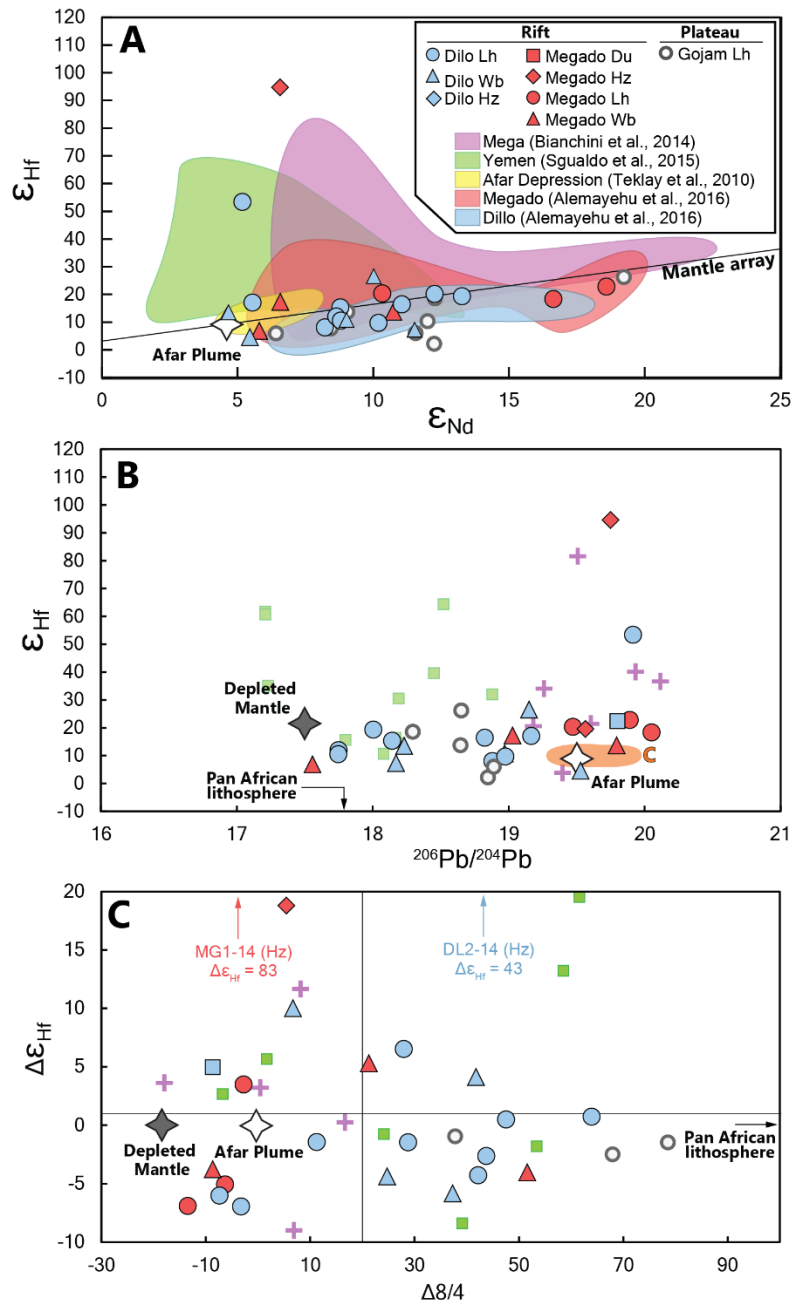 A
120
110
100
90
80
70
60
50
40
30
20
10
0
-10
εHf
Rift
Plateau
Dilo Lh
Dilo Wb
Dilo Hz
Megado Du
Megado Hz
Megado Lh
Megado Wb
Gojam Lh
Mega (Bianchini et al., 2014)
Yemen (Sgualdo et al., 2015)
Afar Depression (Teklay et al., 2010)
Megado (Alemayehu et al., 2016)
Dillo (Alemayehu et al., 2016)
Mantle array
Afar Plume
0 5 10 15 20 25
εNd
B
120
110
100
90
80
70
60
50
40
30
20
10
0
-10
εHf
Depleted
Mantle
Pan African
lithosphere
Afar Plume
16 17 18 19 20 21
²⁰⁶Pb/²⁰⁴Pb
C
20
15
10
5
0
-5
-10
ΔεHf
MG1-14 (Hz)
ΔεHf = 83
DL2-14 (Hz)
ΔεHf = 43
Depleted
Mantle
Afar Plume
Pan African
lithosphere
-30 -10 10 30 50 70 90
Δ8/4